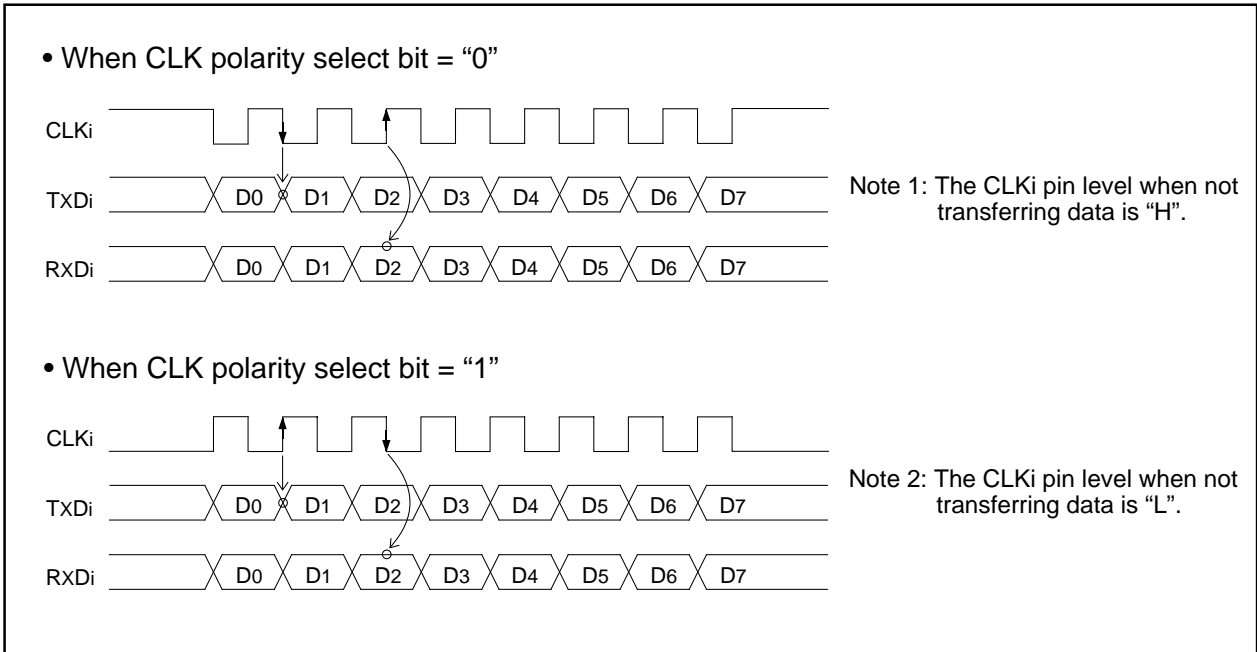 • When CLK polarity select bit = “0”
CLKi
TXDi D0 D1 D2 D3 D4 D5 D6 D7
RXDi D0 D1 D2 D3 D4 D5 D6 D7
Note 1: The CLKi pin level when not
transferring data is “H”.
• When CLK polarity select bit = “1”
CLKi
TXDi D0 D1 D2 D3 D4 D5 D6 D7
RXDi D0 D1 D2 D3 D4 D5 D6 D7
Note 2: The CLKi pin level when not
transferring data is “L”.